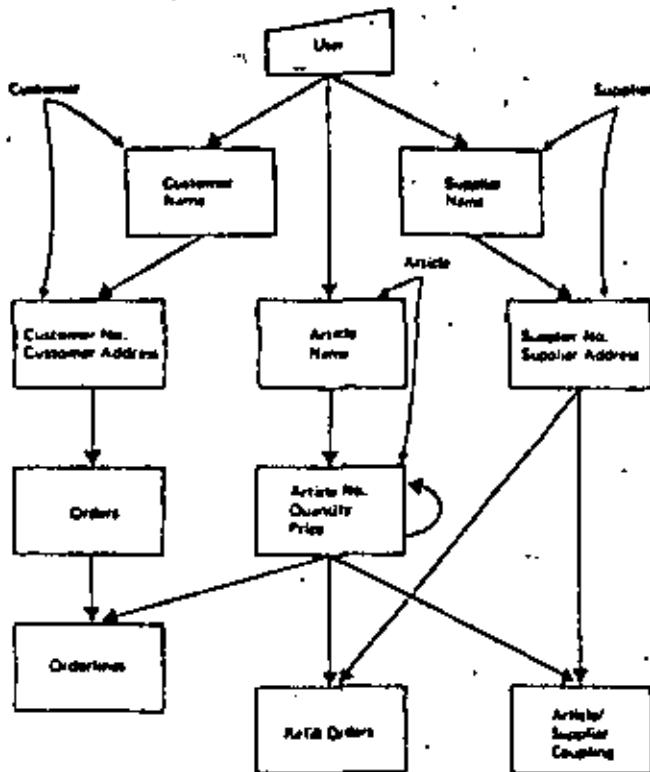 User
Customer
Supplier
Customer
Name
Supplier
Name
Article
Customer No.
Customer Address
Article
Name
Supplier No.
Supplier Address
Orders
Article No.
Quantity
Price
Orderlines
Refill Orders
Article/
Supplier
Coupling